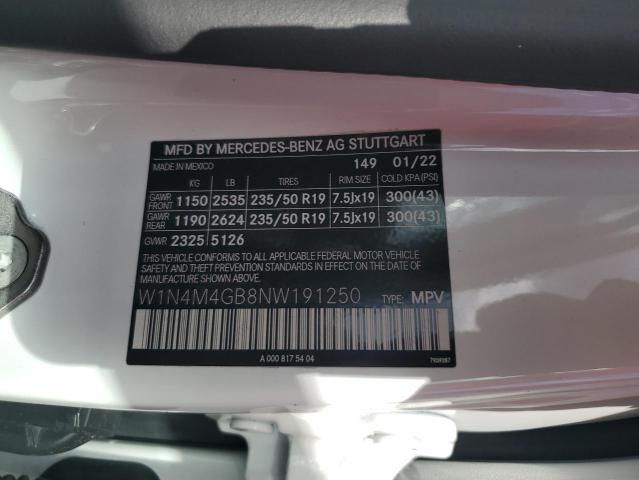 MFD BY MERCEDES-BENZ AG STUTTGART
MADE IN MEXICO 149 01/22
KG LB TIRES RIM SIZE COLD KPA (PSI)
GAWR FRONT 1150 2535 235/50 R19 7.5Jx19 300(43)
GAWR REAR 1190 2624 235/50 R19 7.5Jx19 300(43)
GVWR 2325 5126
THIS VEHICLE CONFORMS TO ALL APPLICABLE FEDERAL MOTOR VEHICLE
SAFETY, BUMPER, AND THEFT PREVENTION STANDARDS IN EFFECT ON THE DATE
OF MANUFACTURE SHOWN ABOVE.
W1N4M4GB8NW191250 TYPE: MPV
A 000 817 54 04 7939387